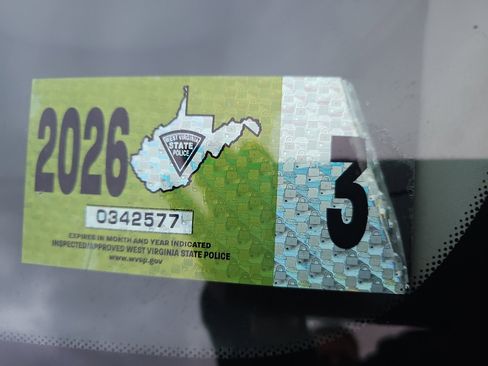 2026
WEST VIRGINIA
STATE
POLICE
3
0342577
EXPIRES IN MONTH AND YEAR INDICATED
INSPECTED/APPROVED WEST VIRGINIA STATE POLICE
www.wvsp.gov